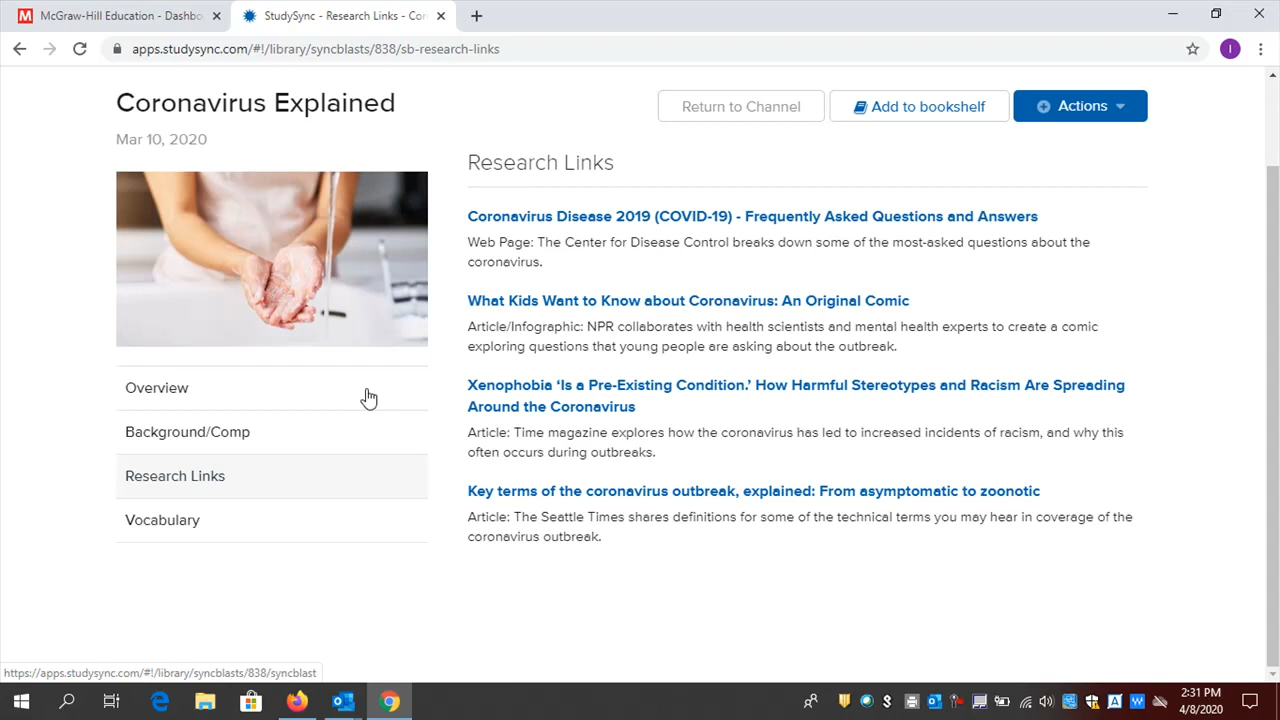 McGraw-Hill Education - Dashbo
StudySync - Research Links - Cor
apps.studysync.com/#!/library/syncblasts/838/sb-research-links
I
Coronavirus Explained
Return to Channel
Add to bookshelf
Actions
Mar 10, 2020
Research Links
Coronavirus Disease 2019 (COVID-19) - Frequently Asked Questions and Answers
Web Page: The Center for Disease Control breaks down some of the most-asked questions about the
coronavirus.
What Kids Want to Know about Coronavirus: An Original Comic
Article/Infographic: NPR collaborates with health scientists and mental health experts to create a comic
exploring questions that young people are asking about the outbreak.
Xenophobia ‘Is a Pre-Existing Condition.’ How Harmful Stereotypes and Racism Are Spreading
Around the Coronavirus
Article: Time magazine explores how the coronavirus has led to increased incidents of racism, and why this
often occurs during outbreaks.
Key terms of the coronavirus outbreak, explained: From asymptomatic to zoonotic
Article: The Seattle Times shares definitions for some of the technical terms you may hear in coverage of the
coronavirus outbreak.
Overview
Background/Comp
Research Links
Vocabulary
https://apps.studysync.com/#!/library/syncblasts/838/syncblast
2:31 PM
4/8/2020